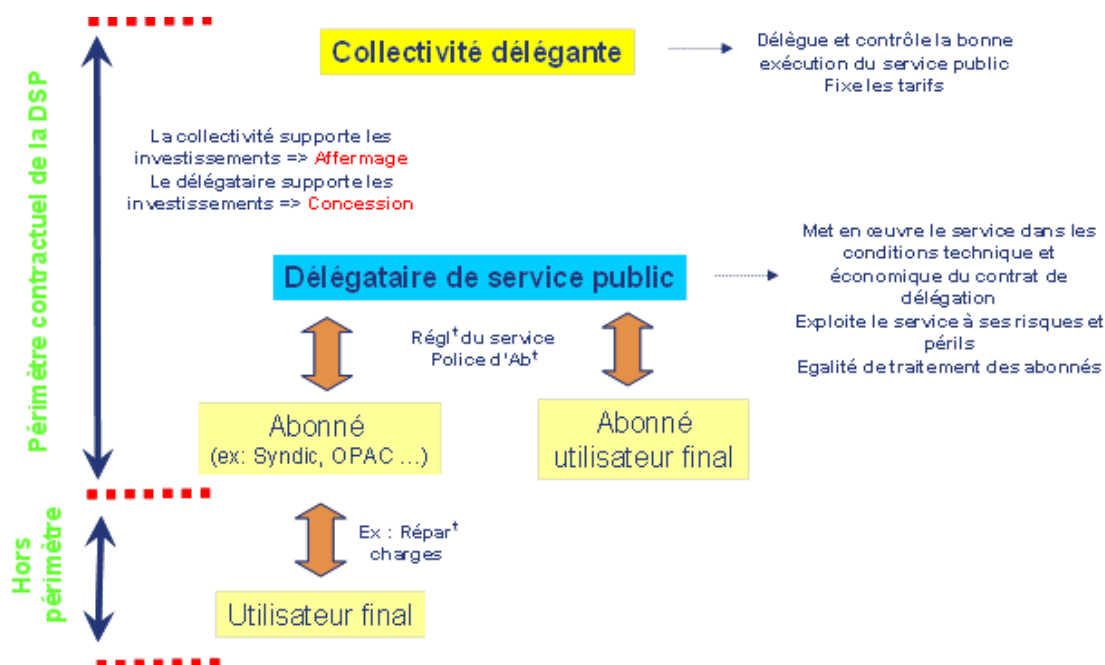 Collectivité délégante
Délègue et contrôle la bonne
exécution du service public
Fixe les tarifs
Périmètre contractuel de la DSP
La collectivité supporte les
investissements => Affermage
Le délégataire supporte les
investissements => Concession
Délégataire de service public
Met en œuvre le service dans les
conditions technique et
économique du contrat de
délégation
Exploite le service à ses risques et
périls
Egalité de traitement des abonnés
Réglᵗ du service
Police d'Abᵗ
Abonné
(ex: Syndic, OPAC ...)
Abonné
utilisateur final
Hors
périmètre
Ex : Réparᵗ
charges
Utilisateur final